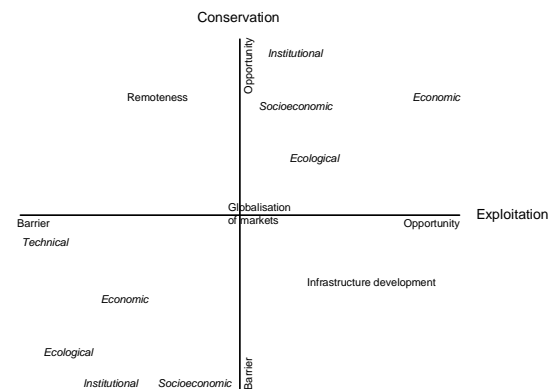 Conservation
Opportunity
Institutional
Remoteness
Socioeconomic
Economic
Ecological
Globalisation
of markets
Exploitation
Barrier
Opportunity
Technical
Infrastructure development
Economic
Ecological
Barrier
Institutional
Socioeconomic